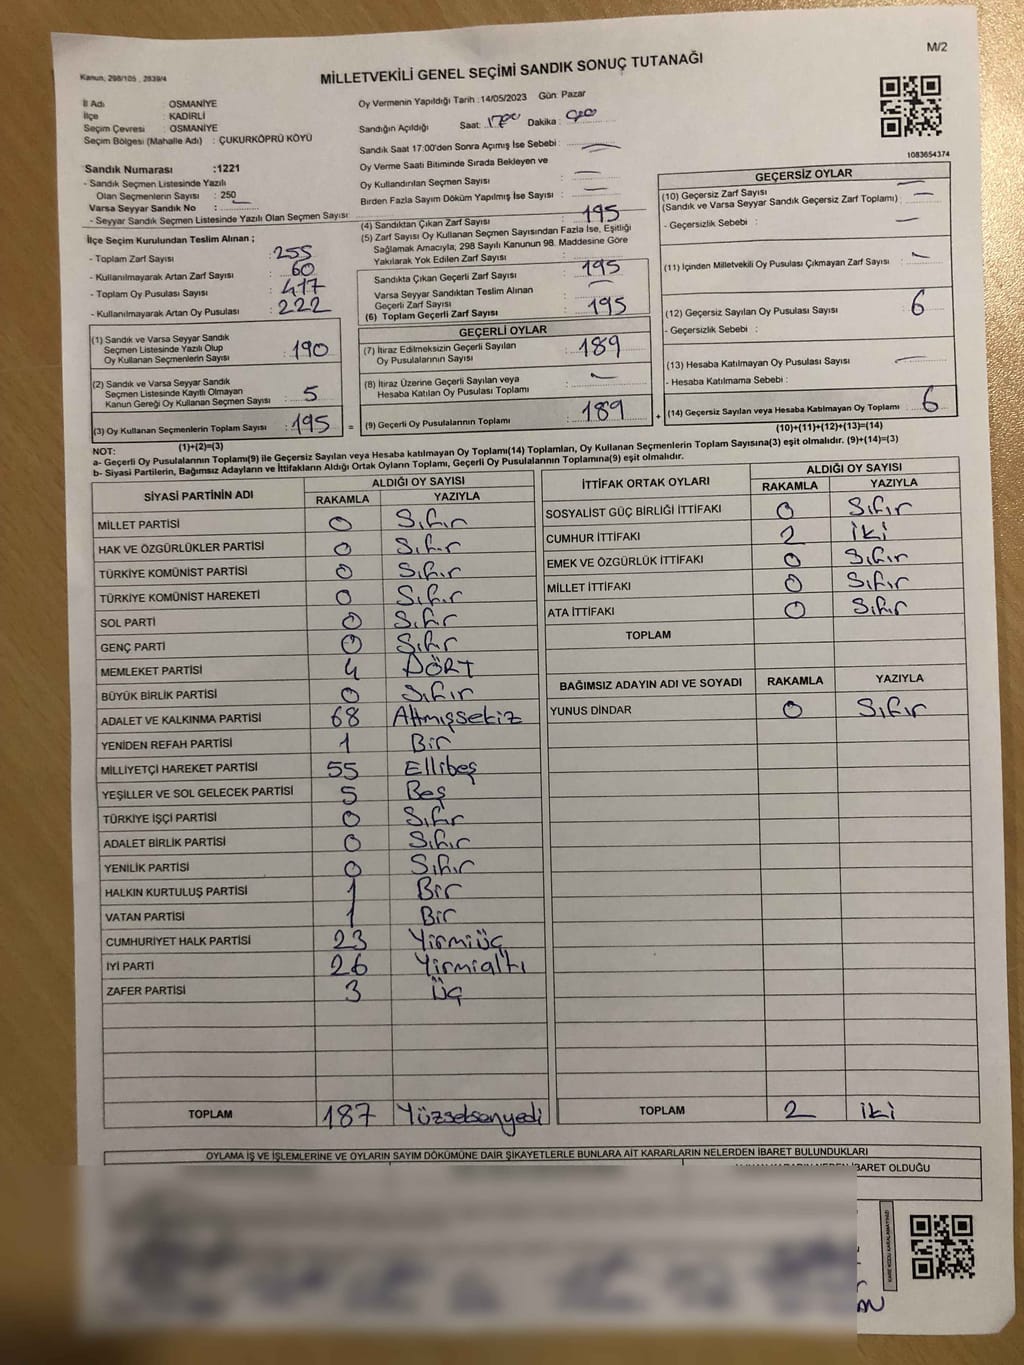 M/2
Kanun, 298/105 , 2839/4
MİLLETVEKİLİ GENEL SEÇİMİ SANDIK SONUÇ TUTANAĞI
İl Adı : OSMANİYE
İlçe : KADİRLİ
Seçim Çevresi : OSMANİYE
Seçim Bölgesi (Mahalle Adı) : ÇUKURKÖPRÜ KÖYÜ
Oy Vermenin Yapıldığı Tarih :14/05/2023 Gün: Pazar
Sandığın Açıldığı Saat: 17 00 Dakika :
Sandık Saat 17:00'den Sonra Açımış İse Sebebi :
Oy Verme Saati Bitiminde Sırada Bekleyen ve
Oy Kullandırılan Seçmen Sayısı :
Birden Fazla Sayım Döküm Yapılmış İse Sayısı :
1083654374
Sandık Numarası :1221
- Sandık Seçmen Listesinde Yazılı
Olan Seçmenlerin Sayısı : 250
Varsa Seyyar Sandık No :
- Seyyar Sandık Seçmen Listesinde Yazılı Olan Seçmen Sayısı
İlçe Seçim Kurulundan Teslim Alınan ;
- Toplam Zarf Sayısı : 255
- Kullanılmayarak Artan Zarf Sayısı : 60
- Toplam Oy Pusulası Sayısı : 417
- Kullanılmayarak Artan Oy Pusulası : 222
(4) Sandıktan Çıkan Zarf Sayısı : 195
(5) Zarf Sayısı Oy Kullanan Seçmen Sayısından Fazla İse, Eşitliği
Sağlamak Amacıyla, 298 Sayılı Kanunun 98. Maddesine Göre
Yakılarak Yok Edilen Zarf Sayısı :
Sandıkta Çıkan Geçerli Zarf Sayısı : 195
Varsa Seyyar Sandıktan Teslim Alınan
Geçerli Zarf Sayısı :
(6) Toplam Geçerli Zarf Sayısı : 195
GEÇERSİZ OYLAR
(10) Geçersiz Zarf Sayısı
(Sandık ve Varsa Seyyar Sandık Geçersiz Zarf Toplamı) :
- Geçersizlik Sebebi :
(11) İçinden Milletvekili Oy Pusulası Çıkmayan Zarf Sayısı :
(12) Geçersiz Sayılan Oy Pusulası Sayısı : 6
- Geçersizlik Sebebi :
(13) Hesaba Katılmayan Oy Pusulası Sayısı :
- Hesaba Katılmama Sebebi :
(14) Geçersiz Sayılan veya Hesaba Katılmayan Oy Toplamı : 6
(10)+(11)+(12)+(13)=(14)
(1) Sandık ve Varsa Seyyar Sandık
Seçmen Listesinde Yazılı Olup
Oy Kullanan Seçmenlerin Sayısı : 190
(2) Sandık ve Varsa Seyyar Sandık
Seçmen Listesinde Kayıtlı Olmayan
Kanun Gereği Oy Kullanan Seçmen Sayısı : 5
(3) Oy Kullanan Seçmenlerin Toplam Sayısı : 195 =
(1)+(2)=(3)
GEÇERLİ OYLAR
(7) İtiraz Edilmeksizin Geçerli Sayılan
Oy Pusulalarının Sayısı : 189
(8) İtiraz Üzerine Geçerli Sayılan veya
Hesaba Katılan Oy Pusulası Toplamı :
(9) Geçerli Oy Pusulalarının Toplamı : 189 +
NOT:
a- Geçerli Oy Pusulalarının Toplamı(9) ile Geçersiz Sayılan veya Hesaba katılmayan Oy Toplamı(14) Toplamları, Oy Kullanan Seçmenlerin Toplam Sayısına(3) eşit olmalıdır. (9)+(14)=(3)
b- Siyasi Partilerin, Bağımsız Adayların ve İttifakların Aldığı Ortak Oyların Toplamı, Geçerli Oy Pusulalarının Toplamına(9) eşit olmalıdır.
SİYASİ PARTİNİN ADI ALDIĞI OY SAYISI
RAKAMLA YAZIYLA
MİLLET PARTİSİ 0 Sıfır
HAK VE ÖZGÜRLÜKLER PARTİSİ 0 Sıfır
TÜRKİYE KOMÜNİST PARTİSİ 0 Sıfır
TÜRKİYE KOMÜNİST HAREKETİ 0 Sıfır
SOL PARTİ 0 Sıfır
GENÇ PARTİ 0 Sıfır
MEMLEKET PARTİSİ 4 DÖRT
BÜYÜK BİRLİK PARTİSİ 0 Sıfır
ADALET VE KALKINMA PARTİSİ 68 Altmışsekiz
YENİDEN REFAH PARTİSİ 1 Bir
MİLLİYETÇİ HAREKET PARTİSİ 55 Ellibeş
YEŞİLLER VE SOL GELECEK PARTİSİ 5 Beş
TÜRKİYE İŞÇİ PARTİSİ 0 Sıfır
ADALET BİRLİK PARTİSİ 0 Sıfır
YENİLİK PARTİSİ 0 Sıfır
HALKIN KURTULUŞ PARTİSİ 1 Bir
VATAN PARTİSİ 1 Bir
CUMHURİYET HALK PARTİSİ 23 Yirmiüç
İYİ PARTİ 26 Yirmialtı
ZAFER PARTİSİ 3 Üç
TOPLAM 187 Yüzseksenyedi
İTTİFAK ORTAK OYLARI ALDIĞI OY SAYISI
RAKAMLA YAZIYLA
SOSYALİST GÜÇ BİRLİĞİ İTTİFAKI 0 Sıfır
CUMHUR İTTİFAKI 2 İki
EMEK VE ÖZGÜRLÜK İTTİFAKI 0 Sıfır
MİLLET İTTİFAKI 0 Sıfır
ATA İTTİFAKI 0 Sıfır
TOPLAM
BAĞIMSIZ ADAYIN ADI VE SOYADI RAKAMLA YAZIYLA
YUNUS DİNDAR 0 Sıfır
TOPLAM 2 iki
OYLAMA İŞ VE İŞLEMLERİNE VE OYLARIN SAYIM DÖKÜMÜNE DAİR ŞİKAYETLERLE BUNLARA AİT KARARLARIN NELERDEN İBARET BULUNDUKLARI
İBARET OLDUĞU
KARE KODU KARALAMAYINIZ!